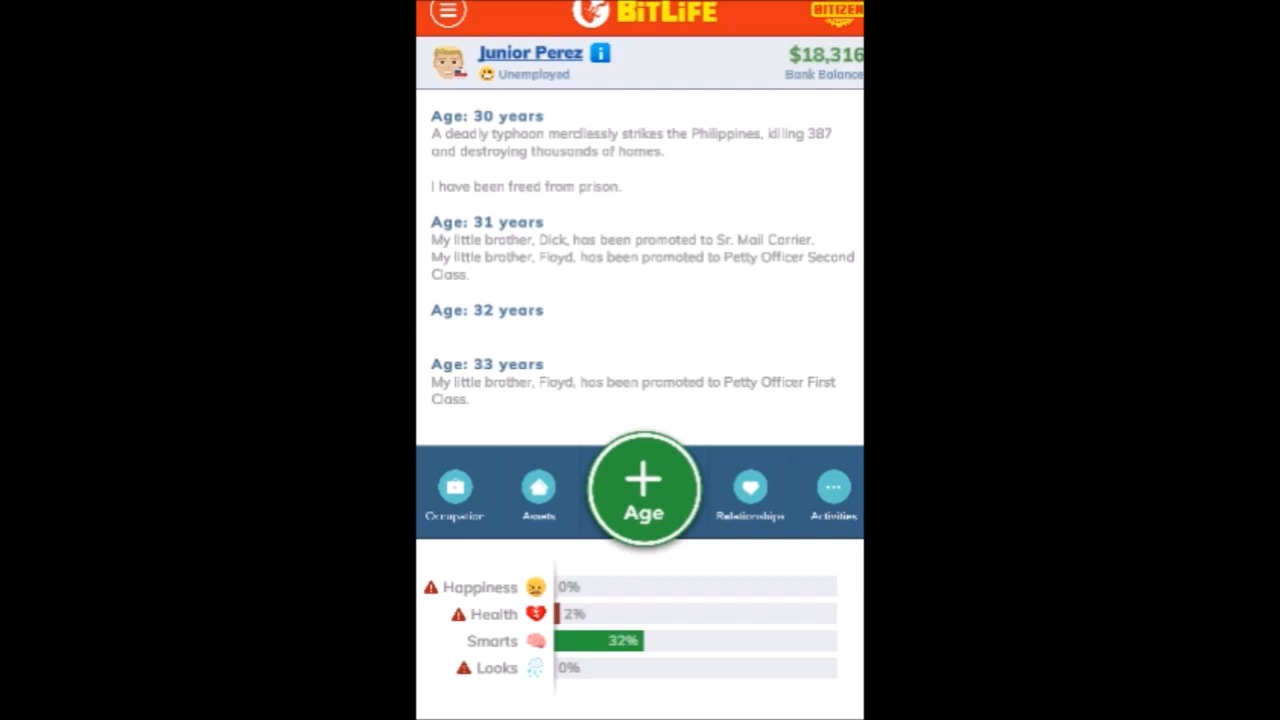 BitLife
BITIZEN
Junior Perez
$18,316
Unemployed
Bank Balance
Age: 30 years
A deadly typhoon mercilessly strikes the Philippines, killing 387
and destroying thousands of homes.
I have been freed from prison.
Age: 31 years
My little brother, Dick, has been promoted to Sr. Mail Carrier.
My little brother, Floyd, has been promoted to Petty Officer Second
Class.
Age: 32 years
Age: 33 years
My little brother, Floyd, has been promoted to Petty Officer First
Class.
Occupation
Assets
+
Age
Relationships
Activities
Happiness 0%
Health 2%
Smarts 32%
Looks 0%